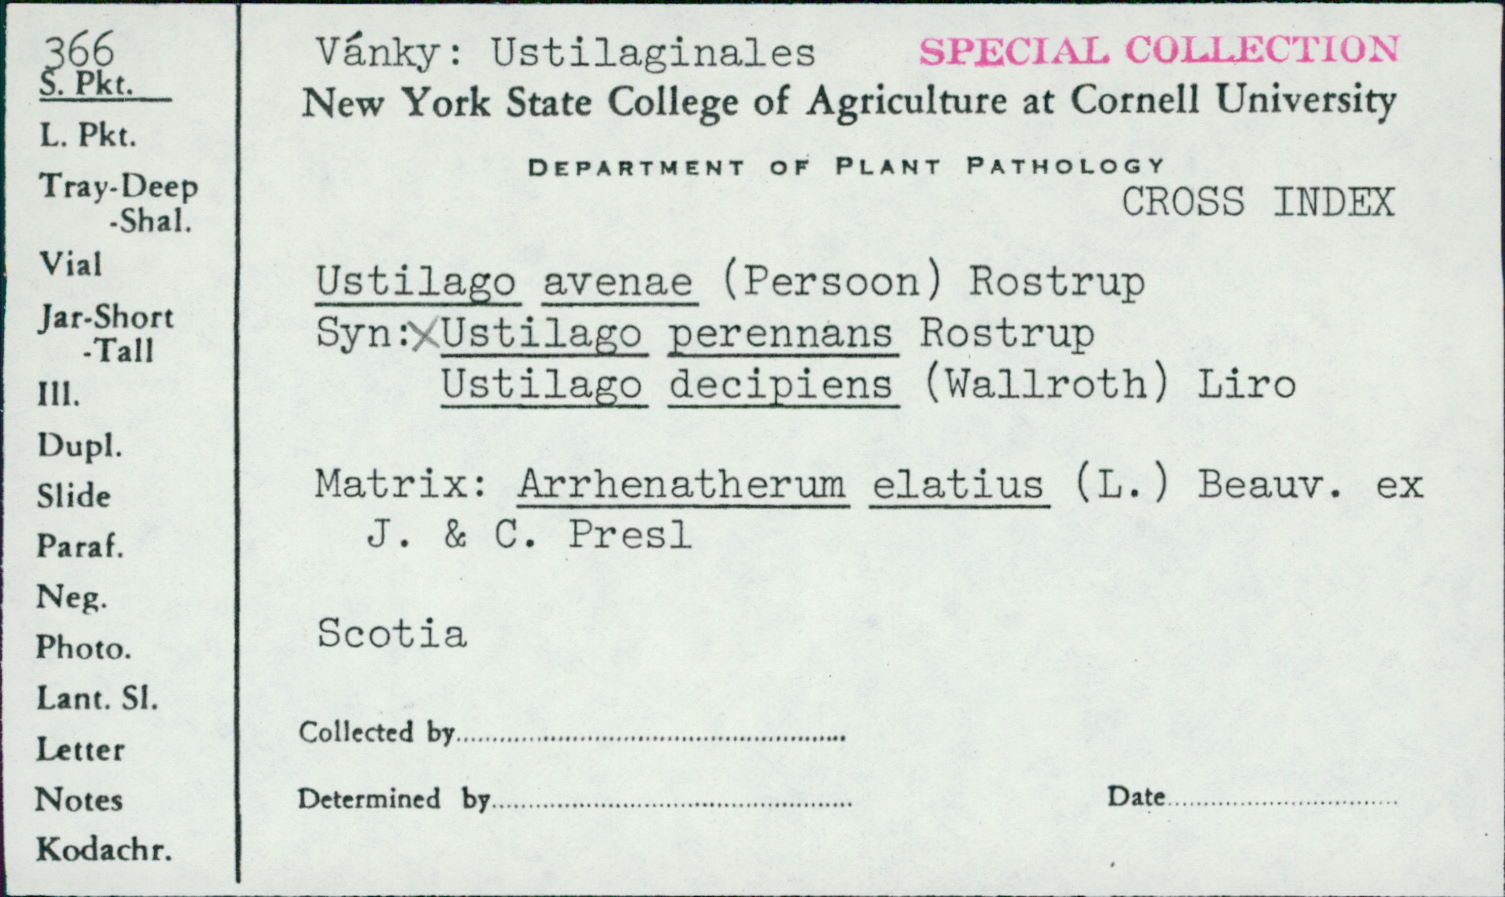 366
S. Pkt.
L. Pkt.
Tray-Deep
-Shal.
Vial
Jar-Short
-Tall
Ill.
Dupl.
Slide
Paraf.
Neg.
Photo.
Lant. Sl.
Letter
Notes
Kodachr.
Vánky: Ustilaginales SPECIAL COLLECTION
New York State College of Agriculture at Cornell University
DEPARTMENT OF PLANT PATHOLOGY
CROSS INDEX
Ustilago avenae (Persoon) Rostrup
Syn:×Ustilago perennans Rostrup
Ustilago decipiens (Wallroth) Liro
Matrix: Arrhenatherum elatius (L.) Beauv. ex
J. & C. Presl
Scotia
Collected by
Determined by Date